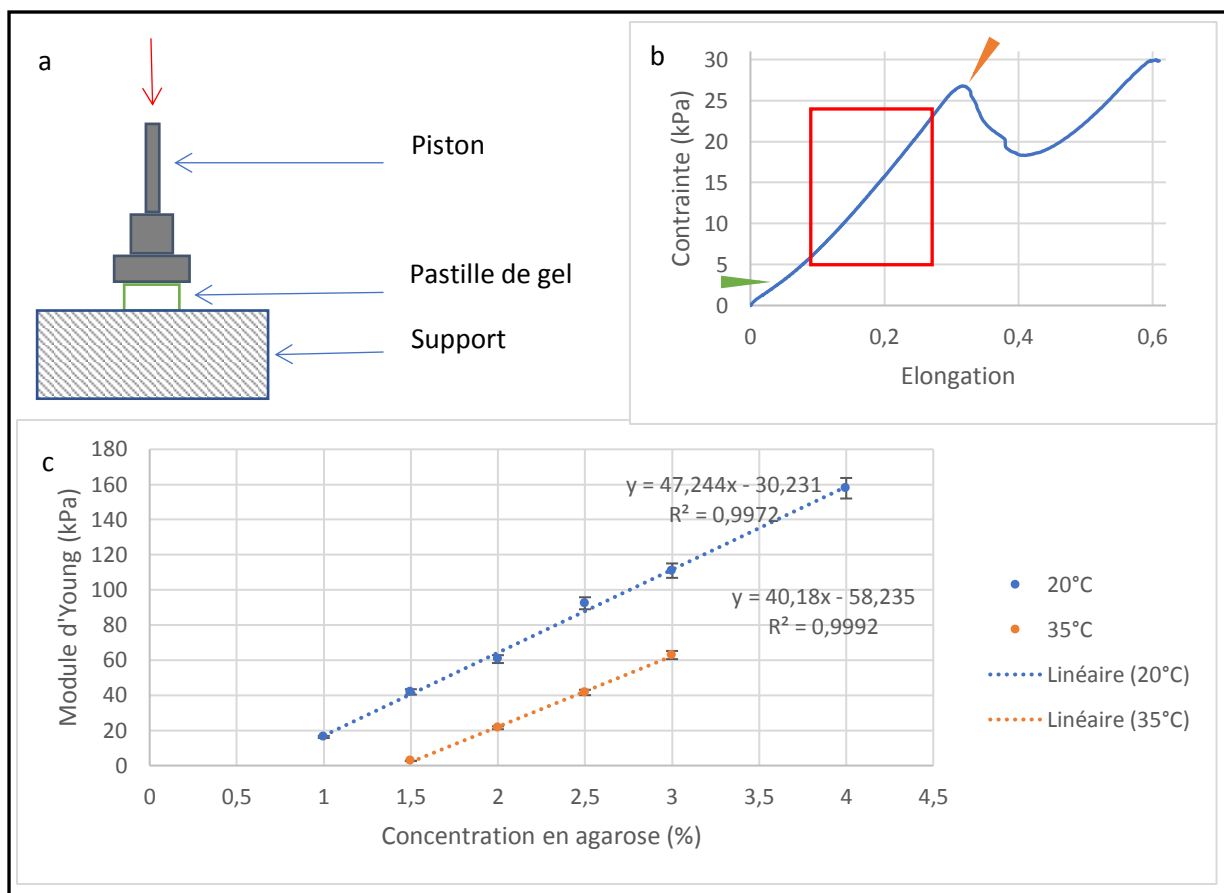 a
Piston
Pastille de gel
Support
b
Contrainte (kPa)
30
25
20
15
10
5
0
0
0,2
0,4
0,6
Elongation
c
Module d'Young (kPa)
180
160
140
120
100
80
60
40
20
0
y = 47,244x - 30,231
R² = 0,9972
y = 40,18x - 58,235
R² = 0,9992
0
0,5
1
1,5
2
2,5
3
3,5
4
4,5
Concentration en agarose (%)
20°C
35°C
Linéaire (20°C)
Linéaire (35°C)